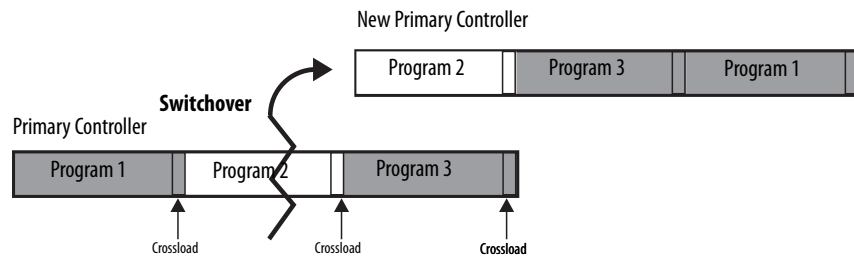 New Primary Controller
Program 2 Program 3 Program 1
Switchover
Primary Controller
Program 1 Program 2 Program 3
Crossload Crossload Crossload